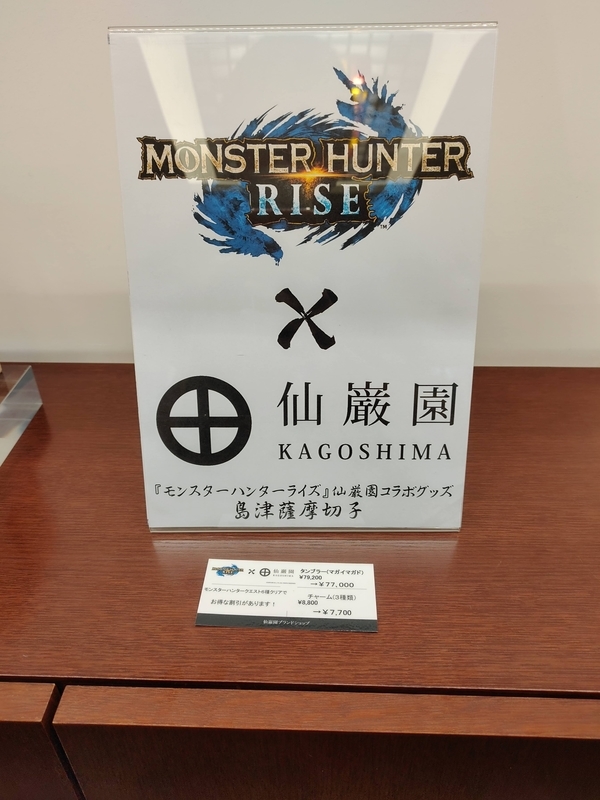 MONSTER HUNTER
RISE
TM
×
仙巌園
KAGOSHIMA
『モンスターハンターライズ』仙巌園コラボグッズ
島津薩摩切子
× 仙巌園 タンブラー(マガイマガド)
¥79,200
→¥77,000
モンスターハンタークエスト6種クリアで
お得な割引があります!
チャーム(3種類)
¥8,800
→¥7,700
仙巌園ブランドショップ